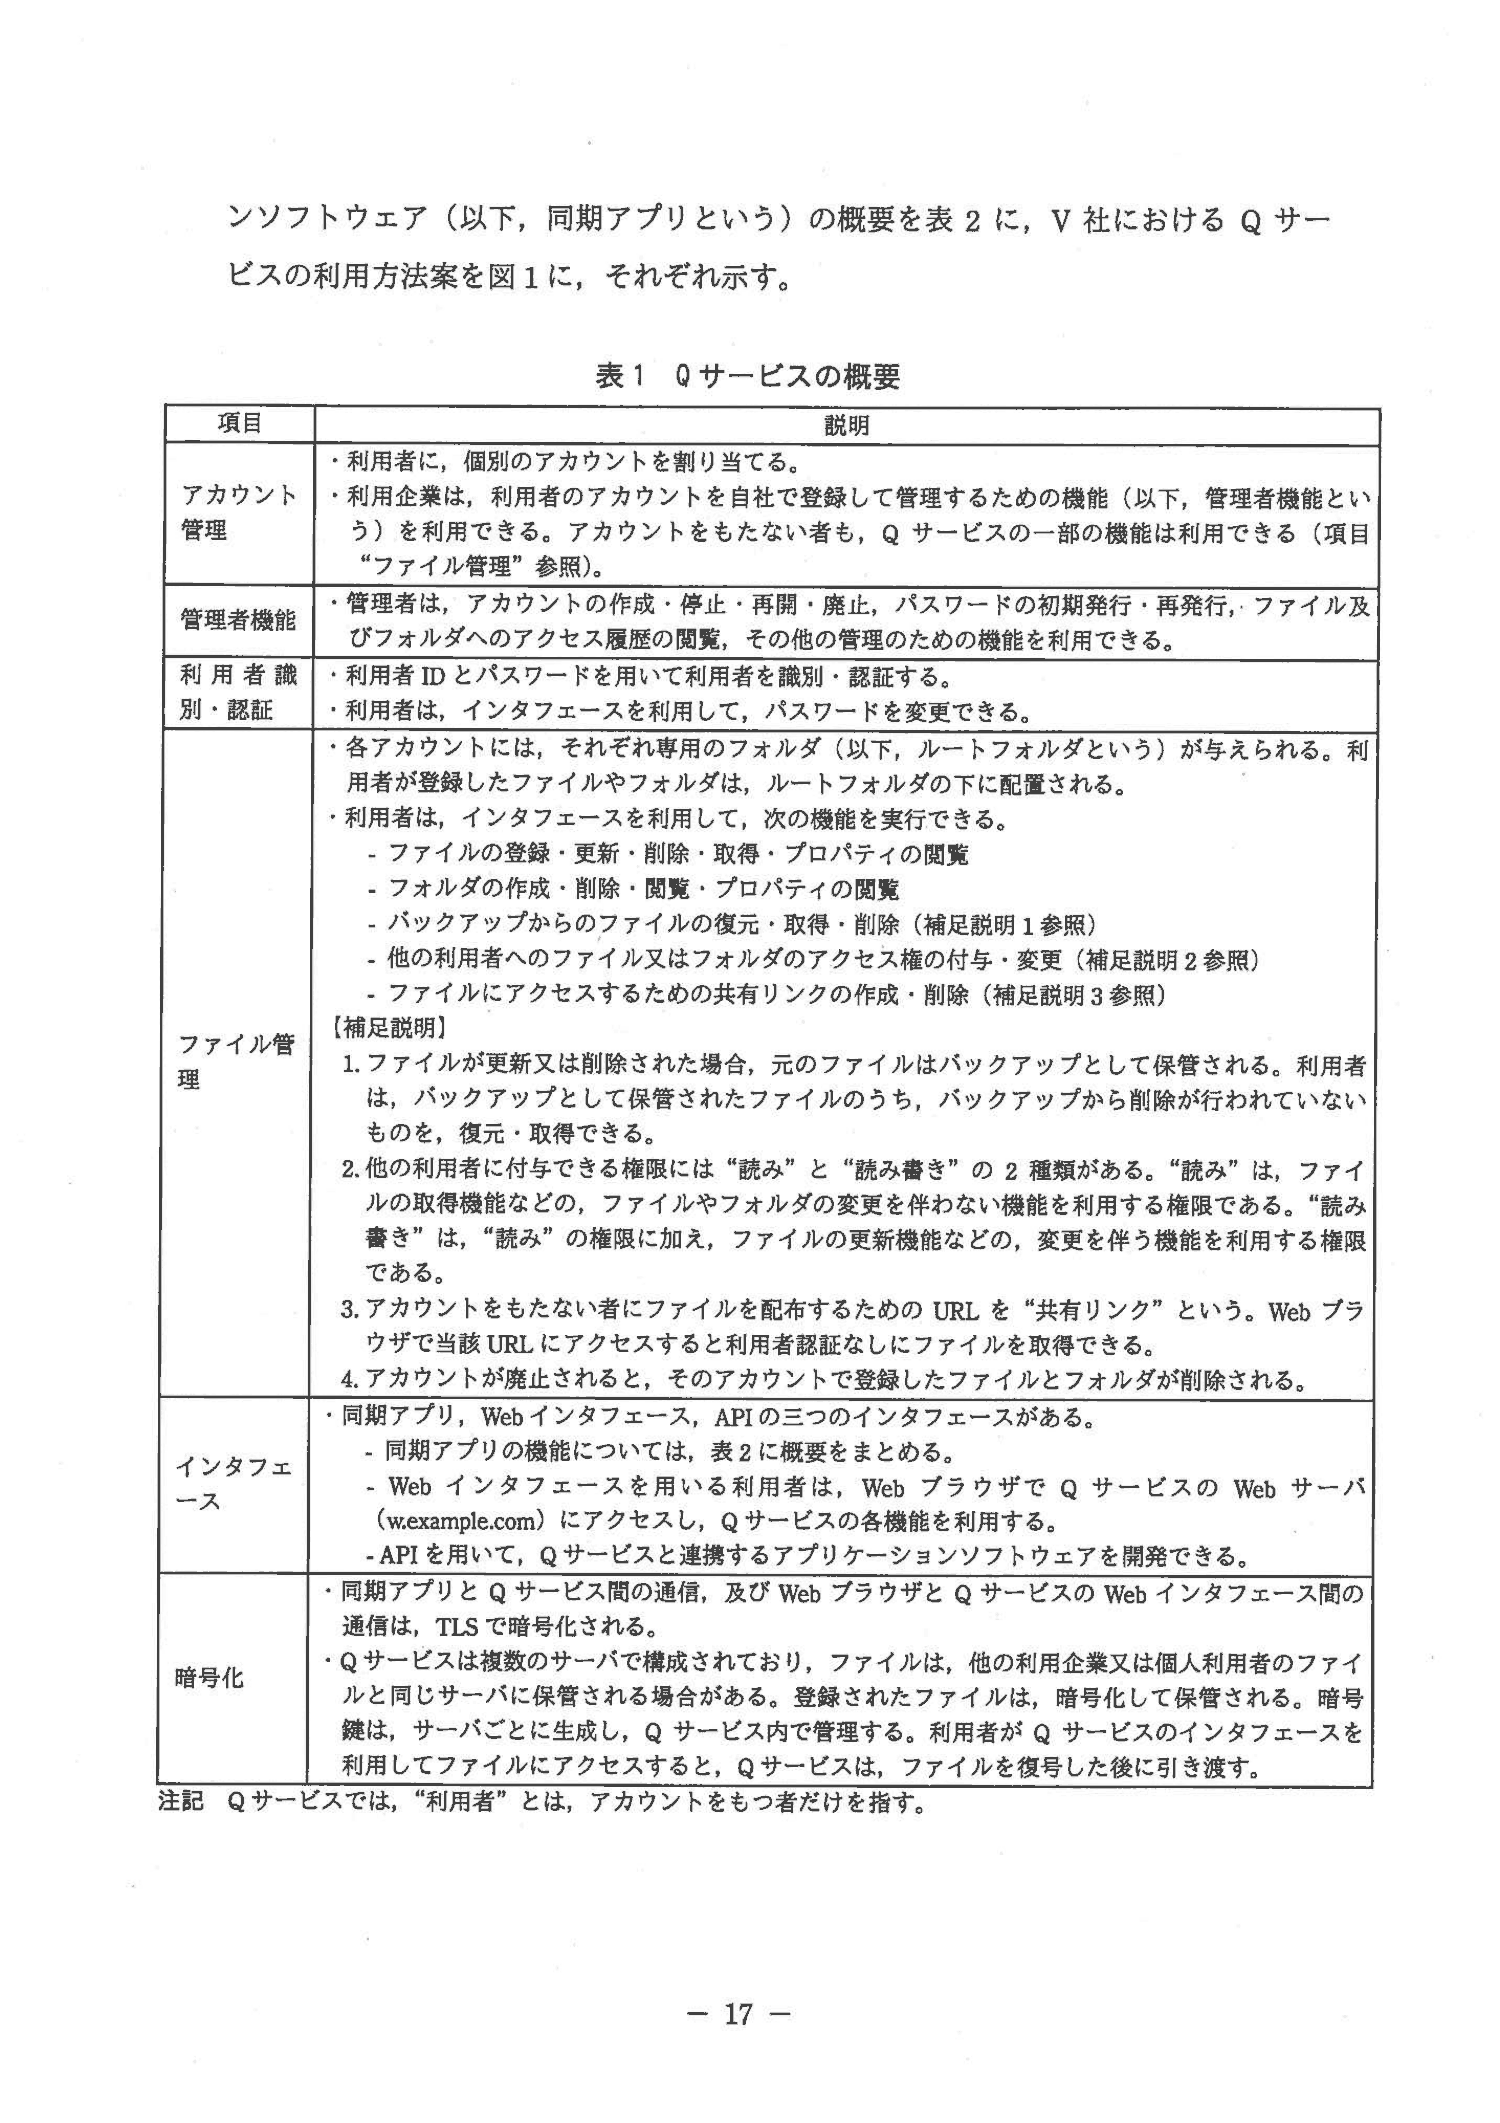 ンソフトウェア（以下，同期アプリという）の概要を表 2 に，V 社における Q サー
ビスの利用方法案を図 1 に，それぞれ示す。
表 1　Q サービスの概要
項目
説明
アカウント
管理
・利用者に，個別のアカウントを割り当てる。
・利用企業は，利用者のアカウントを自社で登録して管理するための機能（以下，管理者機能とい
う）を利用できる。アカウントをもたない者も，Q サービスの一部の機能は利用できる（項目
“ファイル管理” 参照）。
管理者機能
・管理者は，アカウントの作成・停止・再開・廃止，パスワードの初期発行・再発行，ファイル及
びフォルダへのアクセス履歴の閲覧，その他の管理のための機能を利用できる。
利用者識
別・認証
・利用者 ID とパスワードを用いて利用者を識別・認証する。
・利用者は，インタフェースを利用して，パスワードを変更できる。
ファイル管
理
・各アカウントには，それぞれ専用のフォルダ（以下，ルートフォルダという）が与えられる。利
用者が登録したファイルやフォルダは，ルートフォルダの下に配置される。
・利用者は，インタフェースを利用して，次の機能を実行できる。
- ファイルの登録・更新・削除・取得・プロパティの閲覧
- フォルダの作成・削除・閲覧・プロパティの閲覧
- バックアップからのファイルの復元・取得・削除（補足説明 1 参照）
- 他の利用者へのファイル又はフォルダのアクセス権の付与・変更（補足説明 2 参照）
- ファイルにアクセスするための共有リンクの作成・削除（補足説明 3 参照）
【補足説明】
1. ファイルが更新又は削除された場合，元のファイルはバックアップとして保管される。利用者
は，バックアップとして保管されたファイルのうち，バックアップから削除が行われていない
ものを，復元・取得できる。
2. 他の利用者に付与できる権限には “読み” と “読み書き” の 2 種類がある。“読み” は，ファイ
ルの取得機能などの，ファイルやフォルダの変更を伴わない機能を利用する権限である。“読み
書き” は，“読み” の権限に加え，ファイルの更新機能などの，変更を伴う機能を利用する権限
である。
3. アカウントをもたない者にファイルを配布するための URL を “共有リンク” という。Web ブラ
ウザで当該 URL にアクセスすると利用者認証なしにファイルを取得できる。
4. アカウントが廃止されると，そのアカウントで登録したファイルとフォルダが削除される。
インタフェ
ース
・同期アプリ，Web インタフェース，API の三つのインタフェースがある。
- 同期アプリの機能については，表 2 に概要をまとめる。
- Web インタフェースを用いる利用者は，Web ブラウザで Q サービスの Web サーバ
（w.example.com）にアクセスし，Q サービスの各機能を利用する。
- API を用いて，Q サービスと連携するアプリケーションソフトウェアを開発できる。
暗号化
・同期アプリと Q サービス間の通信，及び Web ブラウザと Q サービスの Web インタフェース間の
通信は，TLS で暗号化される。
・Q サービスは複数のサーバで構成されており，ファイルは，他の利用企業又は個人利用者のファイ
ルと同じサーバに保管される場合がある。登録されたファイルは，暗号化して保管される。暗号
鍵は，サーバごとに生成し，Q サービス内で管理する。利用者が Q サービスのインタフェースを
利用してファイルにアクセスすると，Q サービスは，ファイルを復号した後に引き渡す。
注記　Q サービスでは，“利用者” とは，アカウントをもつ者だけを指す。
－ 17 －